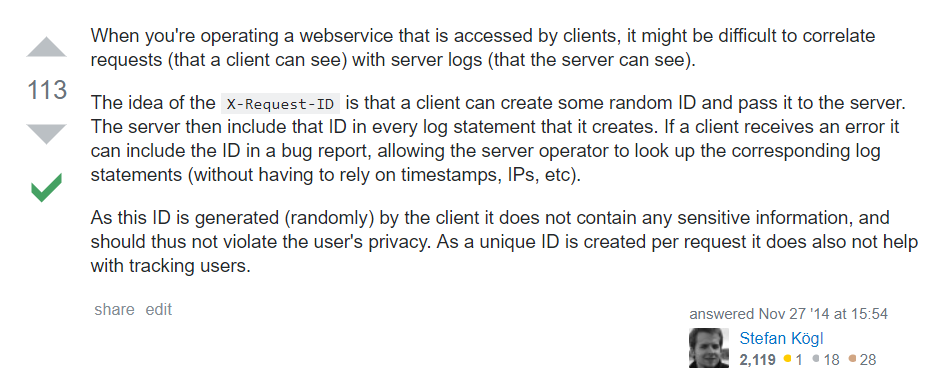 When you're operating a webservice that is accessed by clients, it might be difficult to correlate
requests (that a client can see) with server logs (that the server can see).
113
The idea of the X-Request-ID is that a client can create some random ID and pass it to the server.
The server then include that ID in every log statement that it creates. If a client receives an error it
can include the ID in a bug report, allowing the server operator to look up the corresponding log
statements (without having to rely on timestamps, IPs, etc).
As this ID is generated (randomly) by the client it does not contain any sensitive information, and
should thus not violate the user's privacy. As a unique ID is created per request it does also not help
with tracking users.
share edit
answered Nov 27 '14 at 15:54
Stefan Kögl
2,119 ●1 ●18 ●28